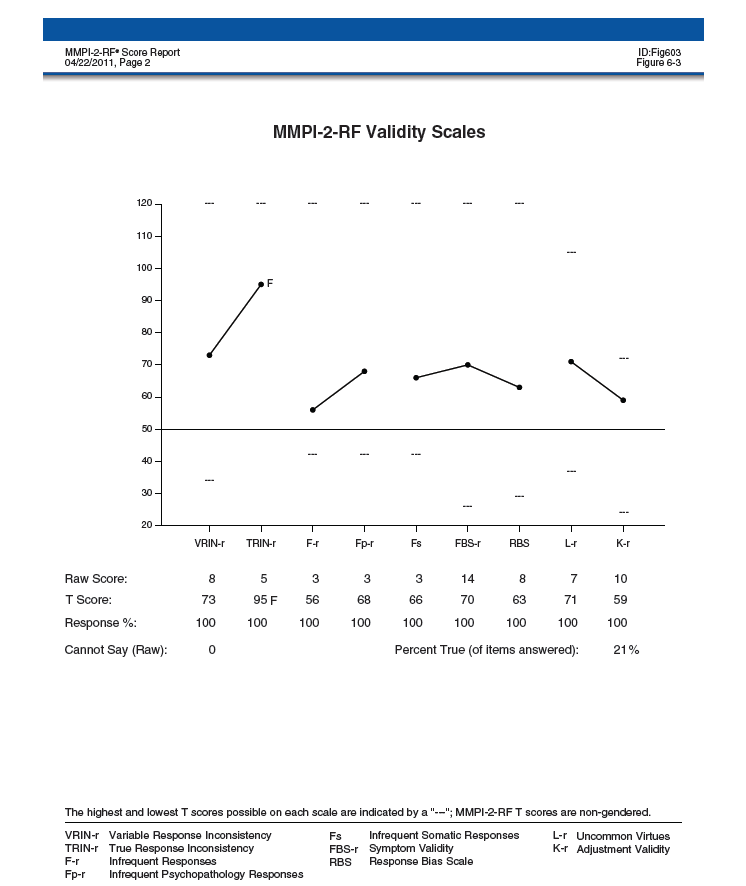 MMPI-2-RF® Score Report
ID:Fig603
04/22/2011, Page 2
Figure 6-3
MMPI-2-RF Validity Scales
120 --- --- --- --- --- --- ---
110
---
100
F
90
80
---
70
60
50
--- --- ---
40
---
---
30
---
---
---
20
VRIN-r TRIN-r F-r Fp-r Fs FBS-r RBS L-r K-r
Raw Score: 8 5 3 3 3 14 8 7 10
T Score: 73 95 F 56 68 66 70 63 71 59
Response %: 100 100 100 100 100 100 100 100 100
Cannot Say (Raw): 0 Percent True (of items answered): 21%
The highest and lowest T scores possible on each scale are indicated by a "---"; MMPI-2-RF T scores are non-gendered.
VRIN-r Variable Response Inconsistency Fs Infrequent Somatic Responses L-r Uncommon Virtues
TRIN-r True Response Inconsistency FBS-r Symptom Validity K-r Adjustment Validity
F-r Infrequent Responses RBS Response Bias Scale
Fp-r Infrequent Psychopathology Responses